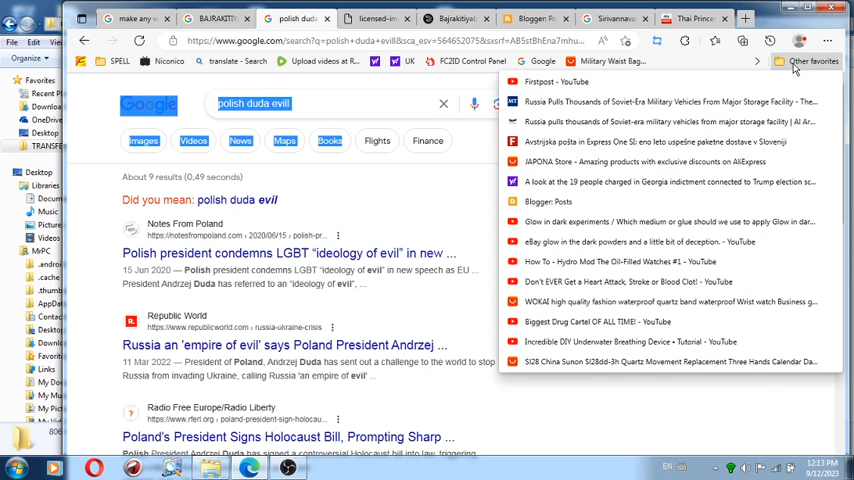 make any w
BAJRAKITIY
polish duda
licensed-im
Bajrakitiyabl
Blogger: Po
Sirivannava
Thai Prince
https://www.google.com/search?q=polish+duda+evill&sca_esv=564652075&sxsrf=AB5stBhEna7mhu...
File
Edit
Organize
SPELL
Niconico
translate - Search
Upload videos at R...
UK
FC2ID Control Panel
Google
Military Waist Bag...
Other favorites
Favorites
Recent Pl
Downloa
OneDriv
Desktop
TRANSFE
Desktop
Libraries
Docum
Music
Picture
Videos
MrPC
.android
.cache
.thumb
AppDat
Contac
Deskto
Downlo
Favorite
Links
My Doc
My Mu
My Pic
806
Google
polish duda evill
Images
Videos
News
Maps
Books
Flights
Finance
About 9 results (0,49 seconds)
Did you mean: polish duda evil
Notes From Poland
https://notesfrompoland.com › 2020/06/15 › polish-pr...
Polish president condemns LGBT “ideology of evil” in new ...
15 Jun 2020 — Polish president condemns LGBT “ideology of evil” in new speech as EU ...
President Andrzej Duda has referred to an “ideology of evil”, ...
Republic World
https://www.republicworld.com › russia-ukraine-crisis
Russia an 'empire of evil' says Poland President Andrzej ...
11 Mar 2022 — President of Poland, Andrzej Duda has sent out a challenge to the world to stop
Russia from invading Ukraine, calling Russia 'an empire of evil' ...
Radio Free Europe/Radio Liberty
https://www.rferl.org › poland-president-sign-holocau...
Poland's President Signs Holocaust Bill, Prompting Sharp ...
Firstpost - YouTube
Russia Pulls Thousands of Soviet-Era Military Vehicles From Major Storage Facility - The...
Russia pulls thousands of Soviet-era military vehicles from major storage facility | Al Ar...
Avstrijska pošta in Express One SI: eno leto uspešne paketne dostave v Sloveniji
JAPONA Store - Amazing products with exclusive discounts on AliExpress
A look at the 19 people charged in Georgia indictment connected to Trump election sc...
Blogger: Posts
Glow in dark experiments / Which medium or glue should we use to apply Glow in dar...
eBay glow in the dark powders and a little bit of deception. - YouTube
How To - Hydro Mod The Oil-Filled Watches #1 - YouTube
Don't EVER Get a Heart Attack, Stroke or Blood Clot! - YouTube
WOKAI high quality fashion waterproof quartz band waterproof Wrist watch Business g...
Biggest Drug Cartel OF ALL TIME! - YouTube
Incredible DIY Underwater Breathing Device • Tutorial - YouTube
Sl28 China Sunon Sl28dd-3h Quartz Movement Replacement Three Hands Calendar Da...
EN
12:13 PM
9/12/2023